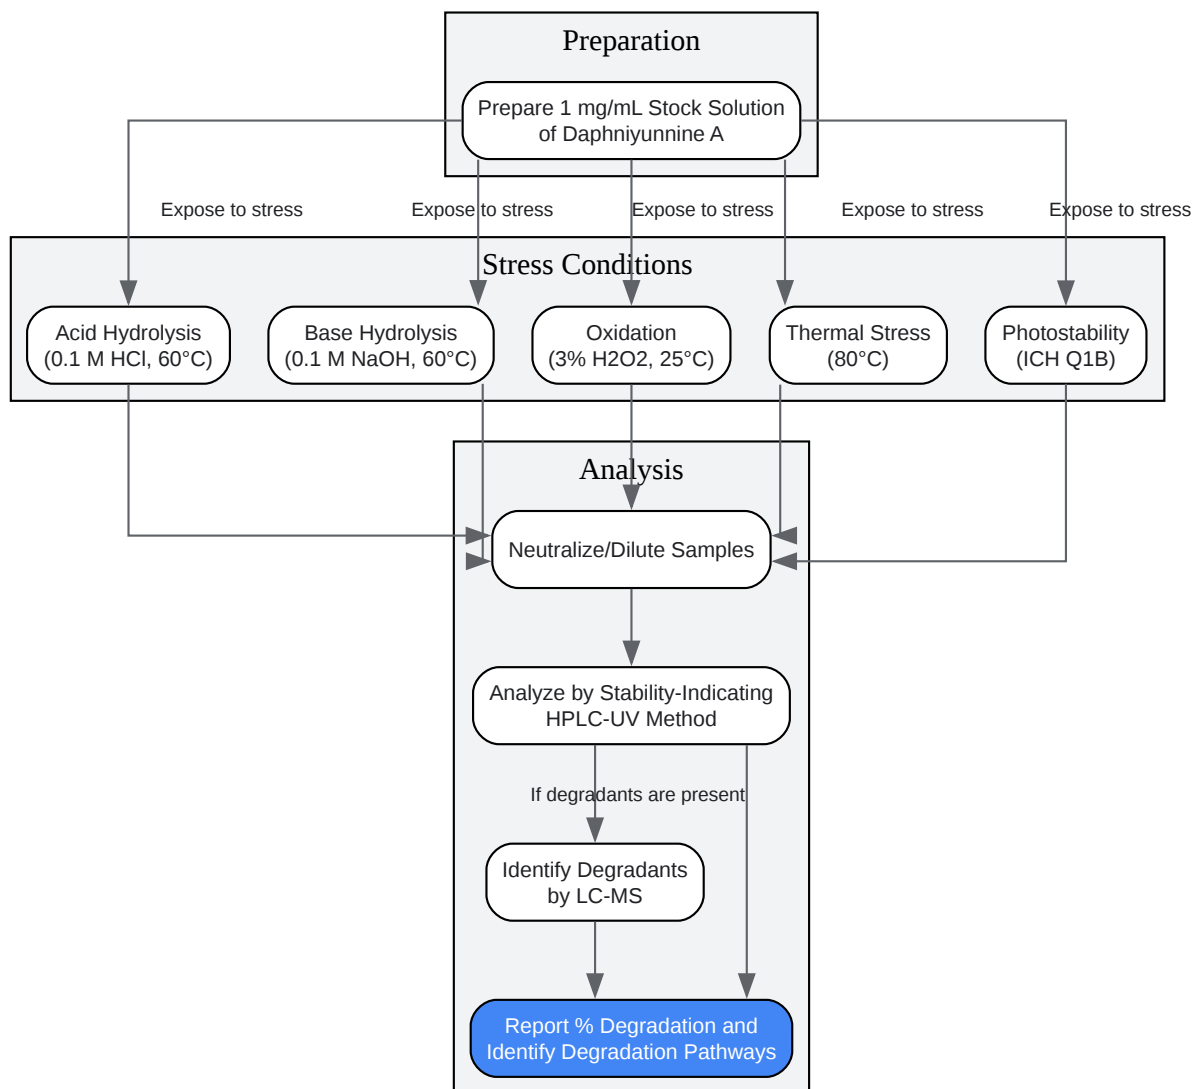 Preparation
Prepare 1 mg/mL Stock Solution
of Daphniyunnine A
Expose to stress
Expose to stress
Expose to stress
Expose to stress
Expose to stress
Stress Conditions
Acid Hydrolysis
(0.1 M HCl, 60°C)
Base Hydrolysis
(0.1 M NaOH, 60°C)
Oxidation
(3% H2O2, 25°C)
Thermal Stress
(80°C)
Photostability
(ICH Q1B)
Analysis
Neutralize/Dilute Samples
Analyze by Stability-Indicating
HPLC-UV Method
If degradants are present
Identify Degradants
by LC-MS
Report % Degradation and
Identify Degradation Pathways